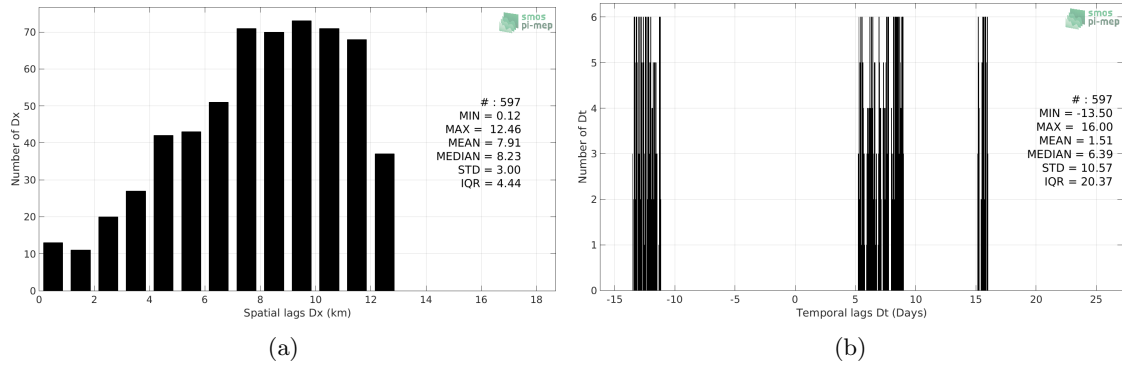 smos
pi-mep
Number of Dx
70
60
50
40
30
20
10
0
# : 597
MIN = 0.12
MAX = 12.46
MEAN = 7.91
MEDIAN = 8.23
STD = 3.00
IQR = 4.44
0 2 4 6 8 10 12 14 16 18
Spatial lags Dx (km)
(a)
smos
pi-mep
Number of Dt
6
5
4
3
2
1
0
# : 597
MIN = -13.50
MAX = 16.00
MEAN = 1.51
MEDIAN = 6.39
STD = 10.57
IQR = 20.37
-15 -10 -5 0 5 10 15 20 25
Temporal lags Dt (Days)
(b)